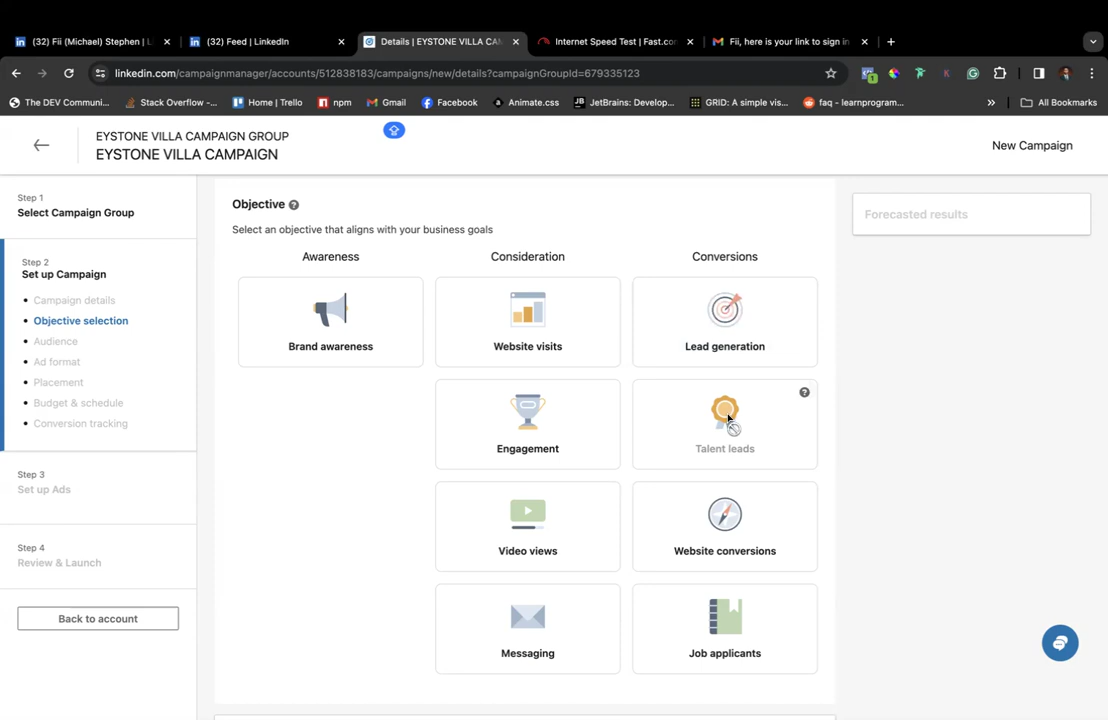 (32) Fii (Michael) Stephen | L
(32) Feed | LinkedIn
Details | EYSTONE VILLA CAM
Internet Speed Test | Fast.com
Fii, here is your link to sign in
linkedin.com/campaignmanager/accounts/512838183/campaigns/new/details?campaignGroupId=679335123
1
K
The DEV Communi...
Stack Overflow -...
Home | Trello
npm
Gmail
Facebook
Animate.css
JB
JetBrains: Develop...
GRID: A simple vis...
faq - learnprogram...
All Bookmarks
EYSTONE VILLA CAMPAIGN GROUP
EYSTONE VILLA CAMPAIGN
New Campaign
Step 1
Select Campaign Group
Step 2
Set up Campaign
Campaign details
Objective selection
Audience
Ad format
Placement
Budget & schedule
Conversion tracking
Step 3
Set up Ads
Step 4
Review & Launch
Back to account
Objective
Select an objective that aligns with your business goals
Awareness
Consideration
Conversions
Brand awareness
Website visits
Lead generation
Engagement
Talent leads
Video views
Website conversions
Messaging
Job applicants
Forecasted results